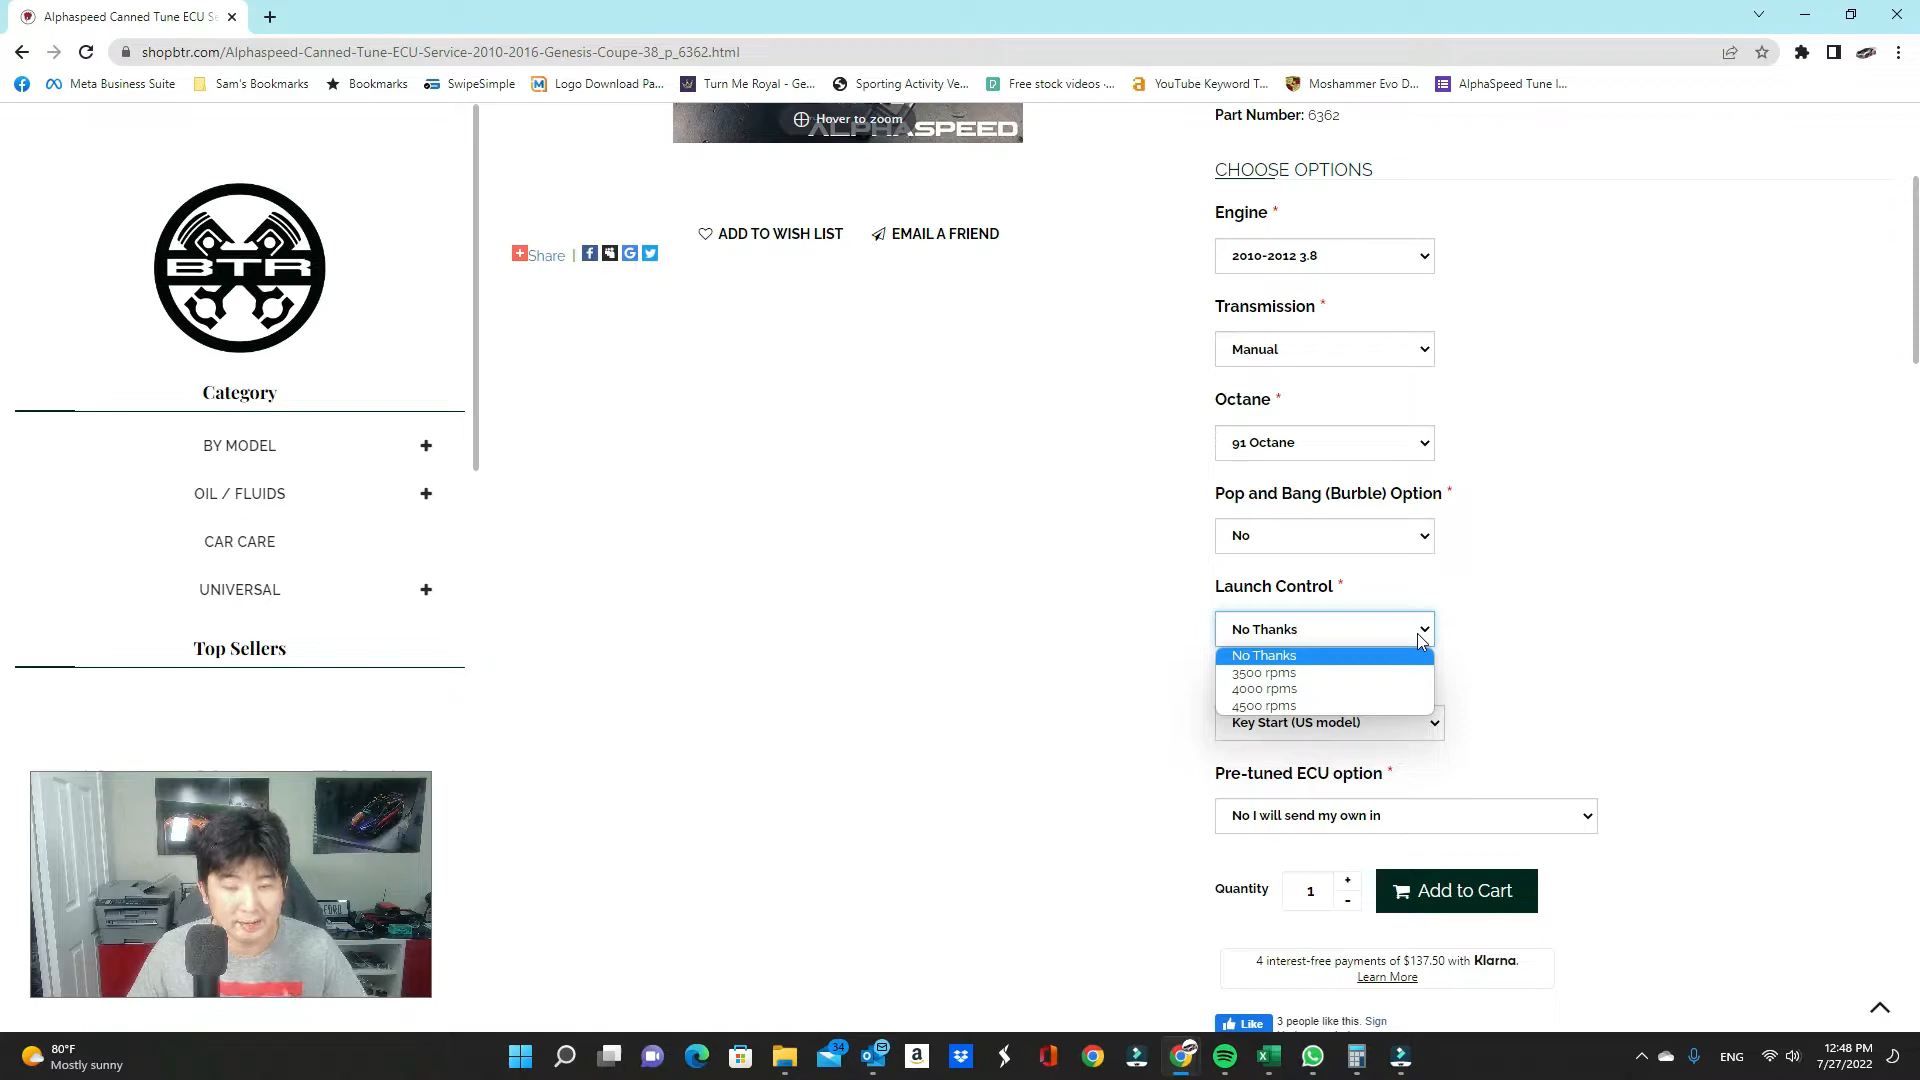 Alphaspeed Canned Tune ECU Se
shopbtr.com/Alphaspeed-Canned-Tune-ECU-Service-2010-2016-Genesis-Coupe-38_p_6362.html
Meta Business Suite
Sam's Bookmarks
Bookmarks
SwipeSimple
Logo Download Pa...
Turn Me Royal - Ge...
Sporting Activity Ve...
Free stock videos -...
YouTube Keyword T...
Moshammer Evo D...
AlphaSpeed Tune I...
BTR
Category
BY MODEL
OIL / FLUIDS
CAR CARE
UNIVERSAL
Top Sellers
Hover to zoom
ALPHASPEED
Share |
ADD TO WISH LIST
EMAIL A FRIEND
Part Number: 6362
CHOOSE OPTIONS
Engine *
2010-2012 3.8
Transmission *
Manual
Octane *
91 Octane
Pop and Bang (Burble) Option *
No
Launch Control *
No Thanks
No Thanks
3500 rpms
4000 rpms
4500 rpms
Key Start (US model)
Pre-tuned ECU option *
No I will send my own in
Quantity
1
+
-
Add to Cart
4 interest-free payments of $137.50 with Klarna.
Learn More
Like
3 people like this. Sign
80°F
Mostly sunny
34
ENG
12:48 PM
7/27/2022